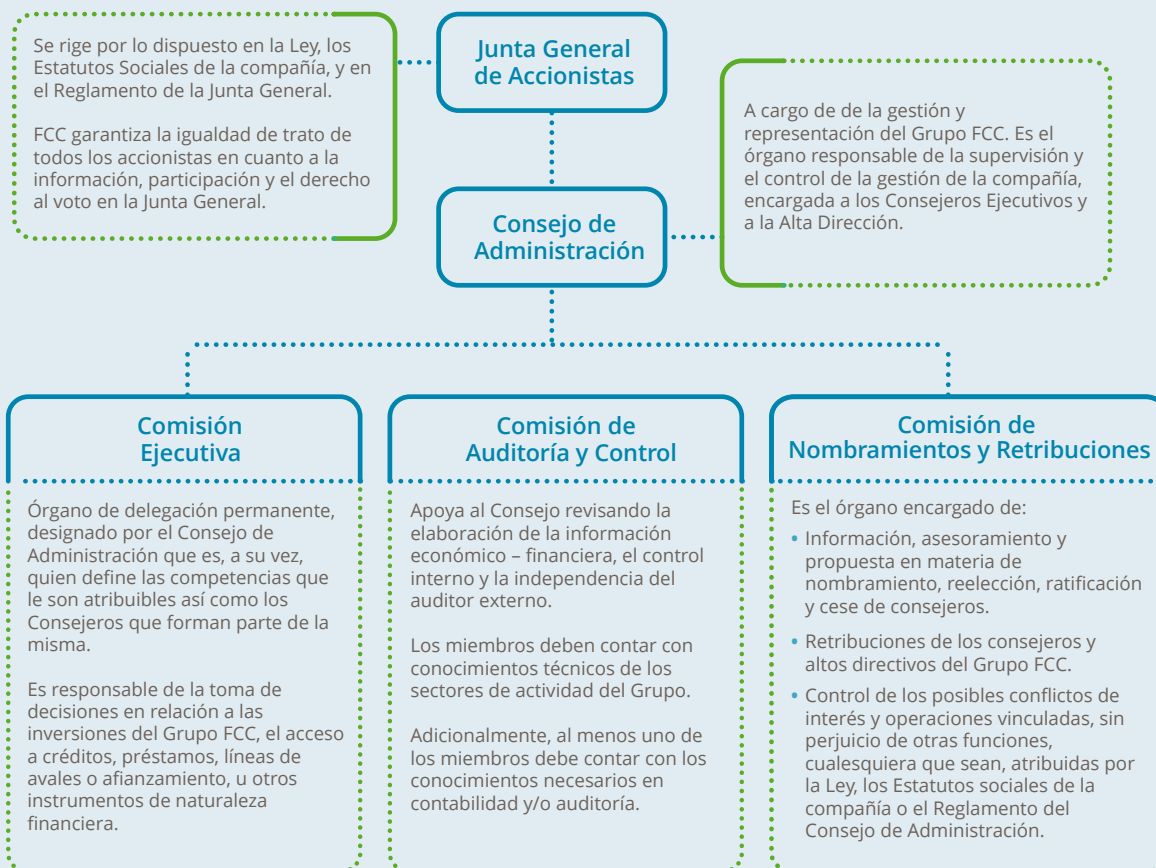 Se rige por lo dispuesto en la Ley, los
Estatutos Sociales de la compañía, y en
el Reglamento de la Junta General.
FCC garantiza la igualdad de trato de
todos los accionistas en cuanto a la
información, participación y el derecho
al voto en la Junta General.
Junta General
de Accionistas
A cargo de de la gestión y
representación del Grupo FCC. Es el
órgano responsable de la supervisión y
el control de la gestión de la compañía,
encargada a los Consejeros Ejecutivos y
a la Alta Dirección.
Consejo de
Administración
Comisión
Ejecutiva
Órgano de delegación permanente,
designado por el Consejo de
Administración que es, a su vez,
quien define las competencias que
le son atribuibles así como los
Consejeros que forman parte de la
misma.
Es responsable de la toma de
decisiones en relación a las
inversiones del Grupo FCC, el acceso
a créditos, préstamos, líneas de
avales o afianzamiento, u otros
instrumentos de naturaleza
financiera.
Comisión de
Auditoría y Control
Apoya al Consejo revisando la
elaboración de la información
económico – financiera, el control
interno y la independencia del
auditor externo.
Los miembros deben contar con
conocimientos técnicos de los
sectores de actividad del Grupo.
Adicionalmente, al menos uno de
los miembros debe contar con los
conocimientos necesarios en
contabilidad y/o auditoría.
Comisión de
Nombramientos y Retribuciones
Es el órgano encargado de:
• Información, asesoramiento y
propuesta en materia de
nombramiento, reelección, ratificación
y cese de consejeros.
• Retribuciones de los consejeros y
altos directivos del Grupo FCC.
• Control de los posibles conflictos de
interés y operaciones vinculadas, sin
perjuicio de otras funciones,
cualesquiera que sean, atribuidas por
la Ley, los Estatutos sociales de la
compañía o el Reglamento del
Consejo de Administración.